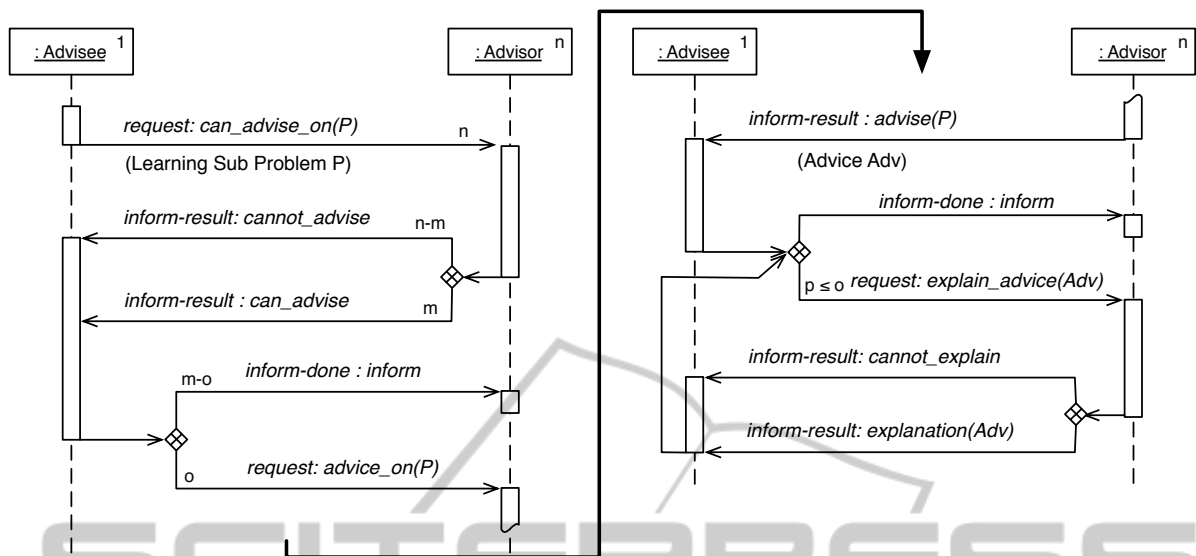 : Advisee 1
: Advisor n
request: can_advise_on(P)
n
(Learning Sub Problem P)
inform-result: cannot_advise
n-m
inform-result : can_advise
m
m-o
inform-done : inform
o
request: advice_on(P)
: Advisee 1
: Advisor n
inform-result : advise(P)
(Advice Adv)
inform-done : inform
p ≤ o
request: explain_advice(Adv)
inform-result: cannot_explain
inform-result: explanation(Adv)
SCITEPRESS